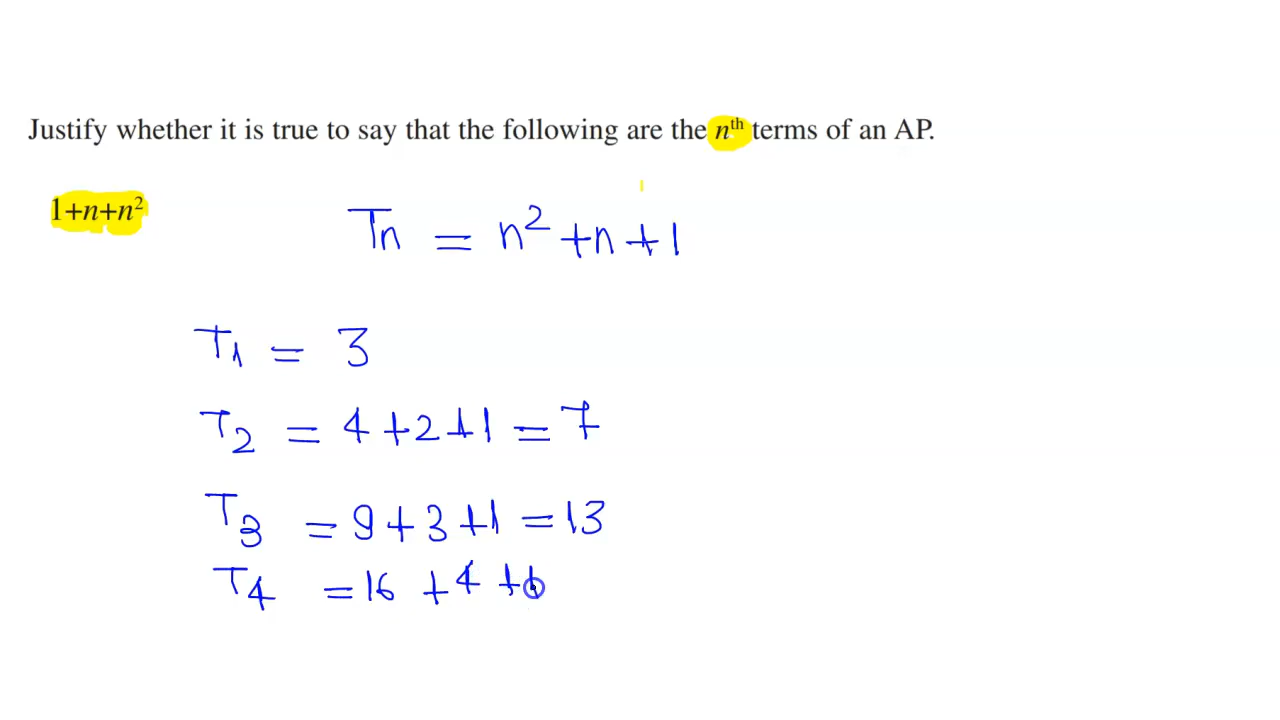 Justify whether it is true to say that the following are the nᵗʰ terms of an AP.
1+n+n²
Tn = n² + n + 1
T₁ = 3
T₂ = 4 + 2 + 1 = 7
T₃ = 9 + 3 + 1 = 13
T₄ = 16 + 4 + 1